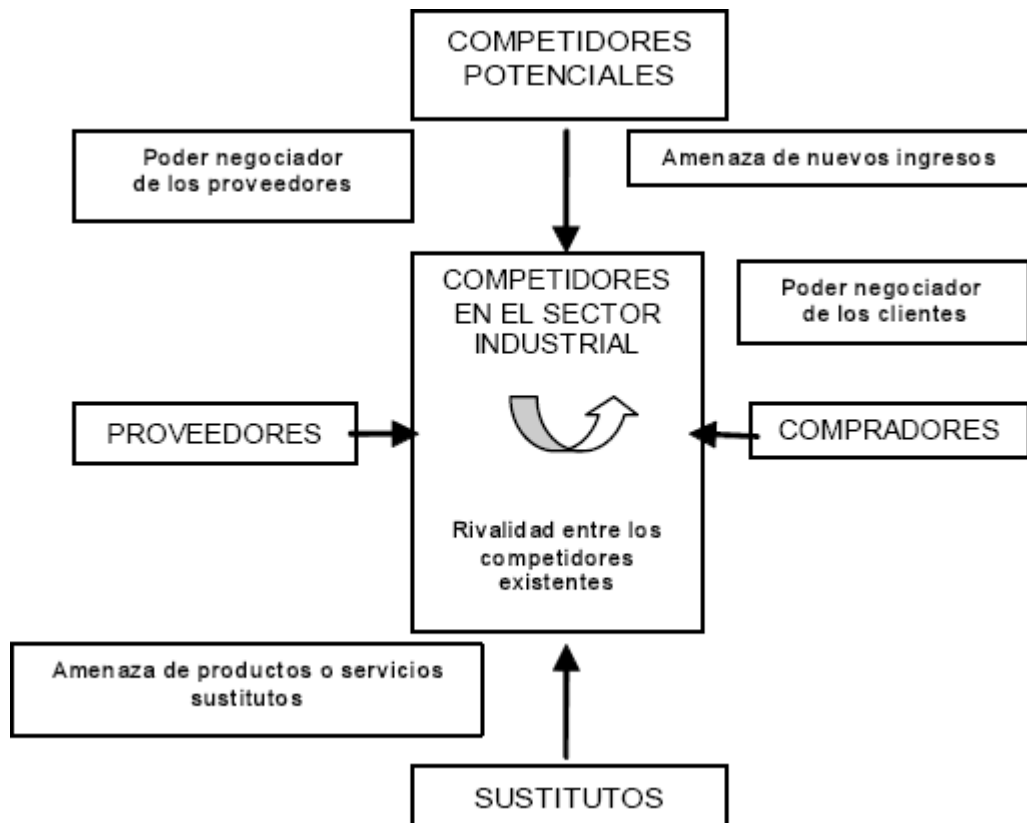 COMPETIDORES
POTENCIALES
Poder negociador
de los proveedores
Amenaza de nuevos ingresos
COMPETIDORES
EN EL SECTOR
INDUSTRIAL
Poder negociador
de los clientes
PROVEEDORES
COMPRADORES
Rivalidad entre los
competidores
existentes
Amenaza de productos o servicios
sustitutos
SUSTITUTOS